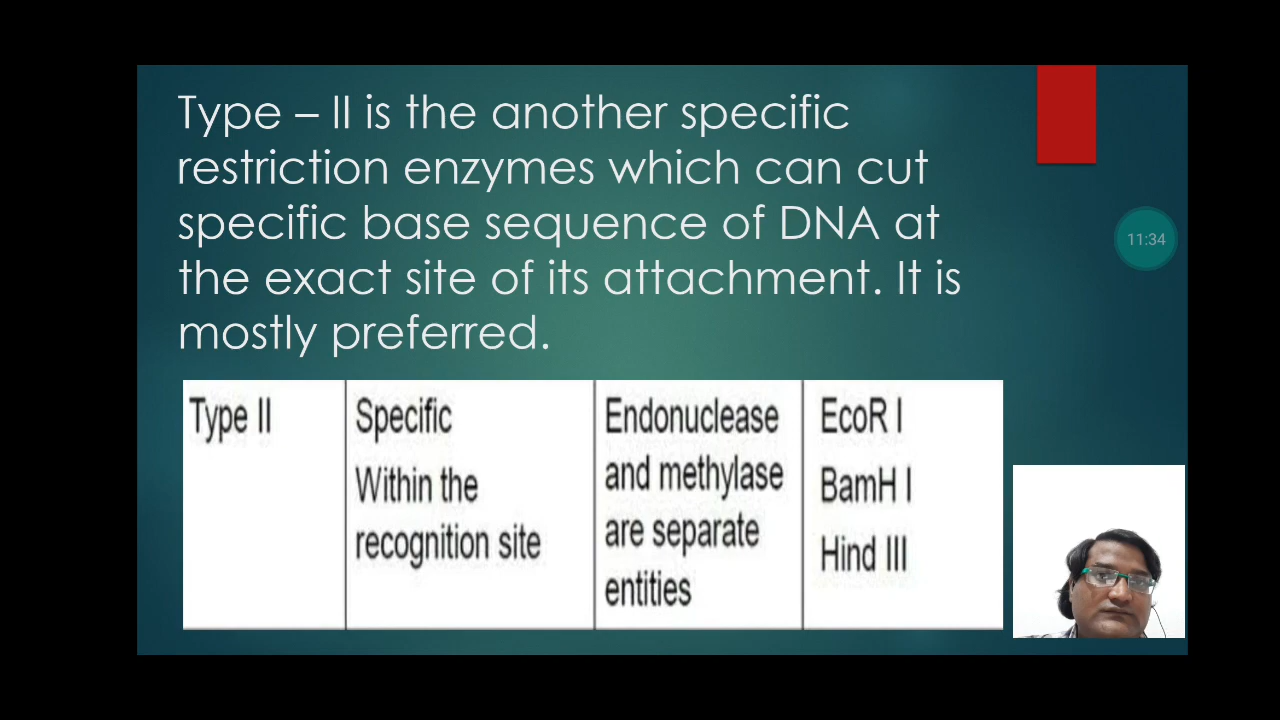 Type – II is the another specific
restriction enzymes which can cut
specific base sequence of DNA at
the exact site of its attachment. It is
mostly preferred.
11:34
Type II
Specific
Within the
recognition site
Endonuclease
and methylase
are separate
entities
EcoR I
BamH I
Hind III